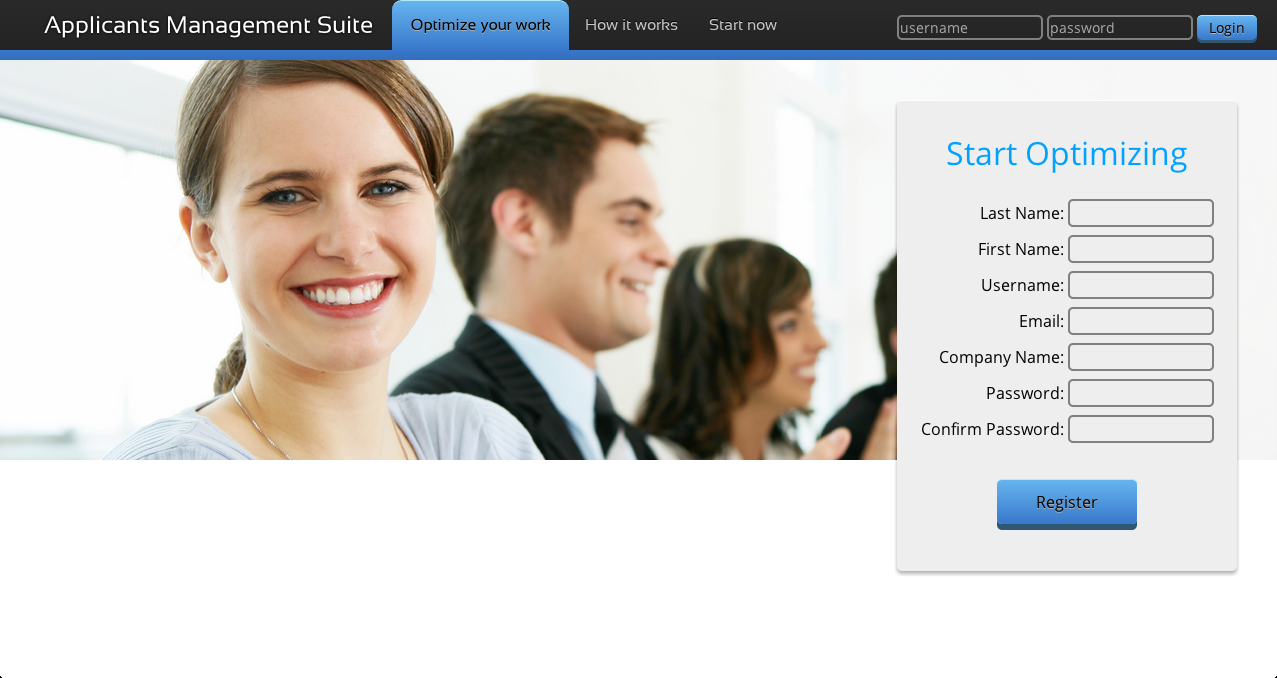 Applicants Management Suite
Optimize your work
How it works
Start now
username
password
Login
Start Optimizing
Last Name:
First Name:
Username:
Email:
Company Name:
Password:
Confirm Password:
Register